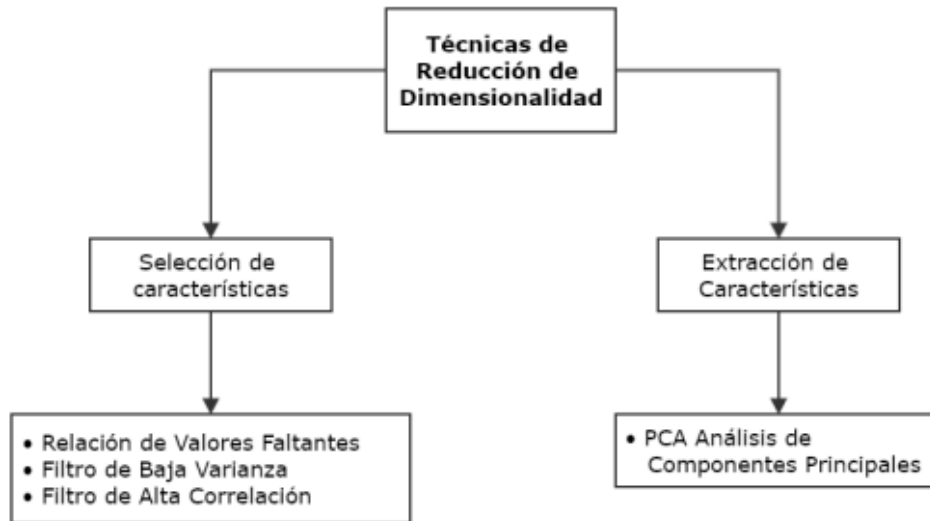 Técnicas de
Reducción de
Dimensionalidad
Selección de
características
Extracción de
Características
• Relación de Valores Faltantes
• Filtro de Baja Varianza
• Filtro de Alta Correlación
• PCA Análisis de
Componentes Principales